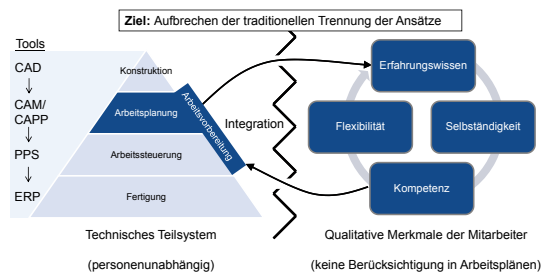 Ziel: Aufbrechen der traditionellen Trennung der Ansätze
Tools
CAD
CAM/
CAPP
PPS
ERP
Konstruktion
Arbeitsplanung
Arbeitssteuerung
Fertigung
Arbeitsvorbereitung
Integration
Erfahrungswissen
Flexibilität
Selbständigkeit
Kompetenz
Technisches Teilsystem
(personenunabhängig)
Qualitative Merkmale der Mitarbeiter
(keine Berücksichtigung in Arbeitsplänen)